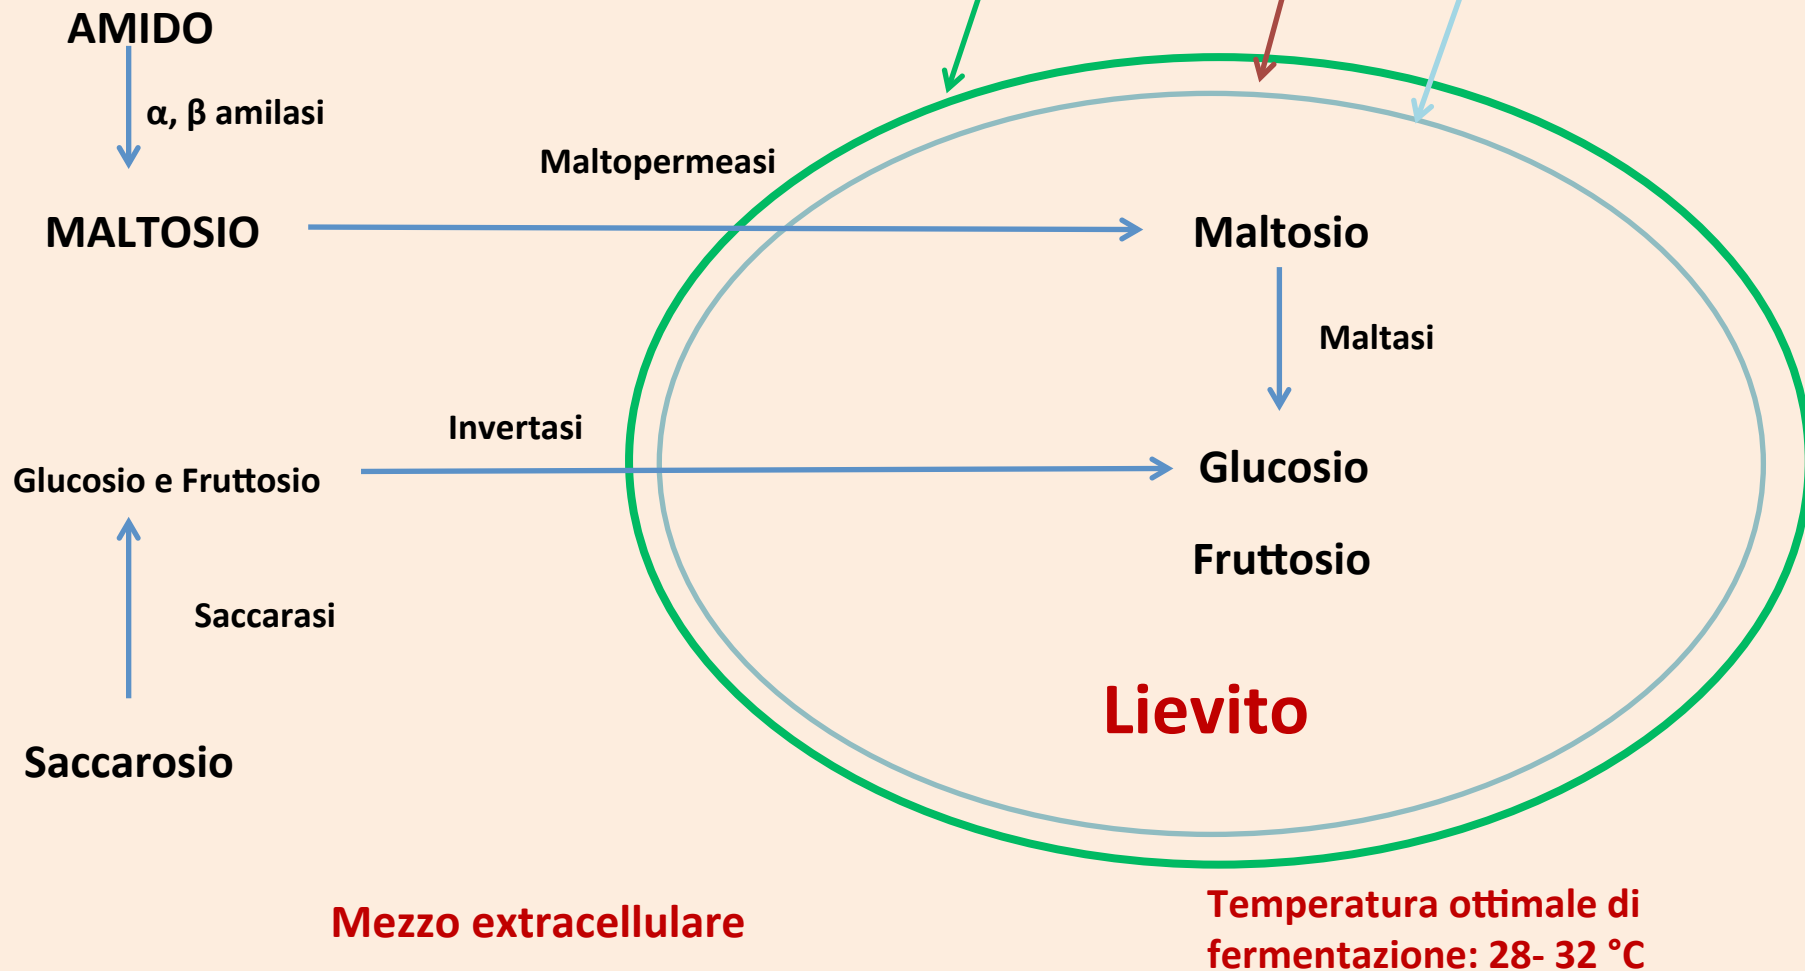 AMIDO
α, β amilasi
Maltopermeasi
MALTOSIO
Maltosio
Maltasi
Invertasi
Glucosio e Fruttosio
Glucosio
Fruttosio
Saccarasi
Lievito
Saccarosio
Mezzo extracellulare
Temperatura ottimale di
fermentazione: 28- 32 °C